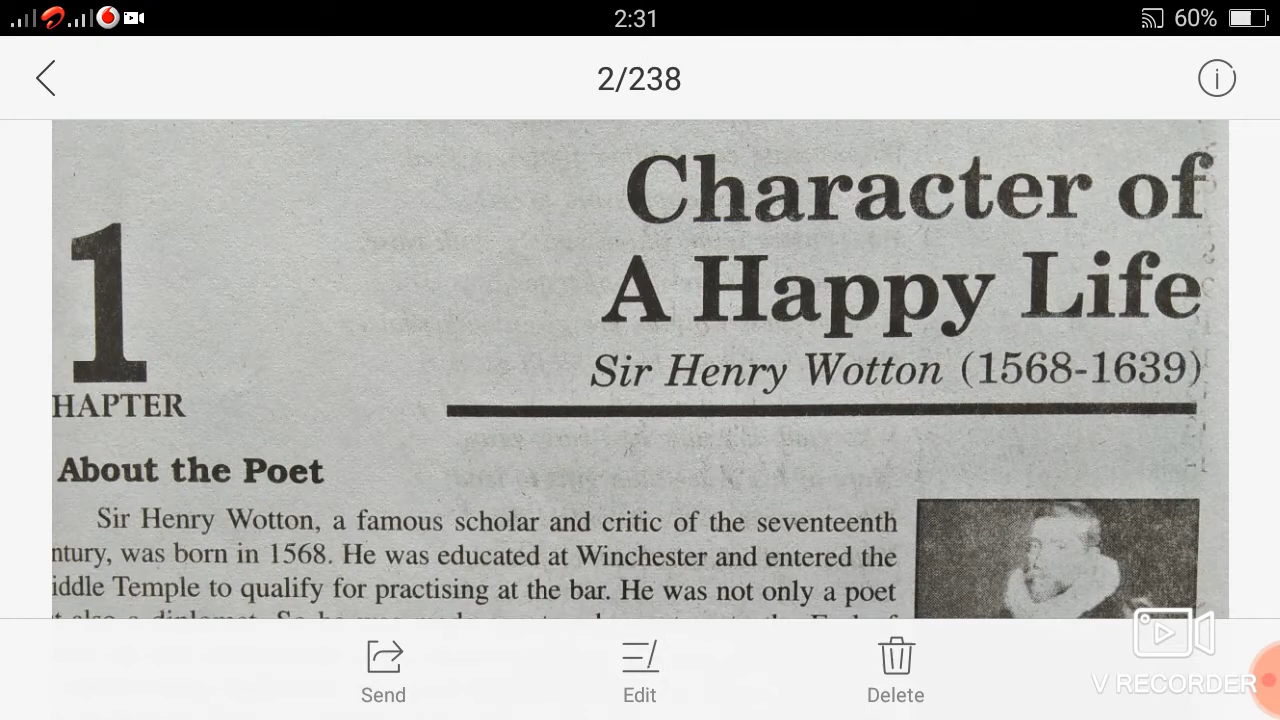 2:31
60%
2/238
Character of
A Happy Life
Sir Henry Wotton (1568-1639)
1
HAPTER
About the Poet
Sir Henry Wotton, a famous scholar and critic of the seventeenth
ntury, was born in 1568. He was educated at Winchester and entered the
iddle Temple to qualify for practising at the bar. He was not only a poet
Send
Edit
Delete
V RECORDER